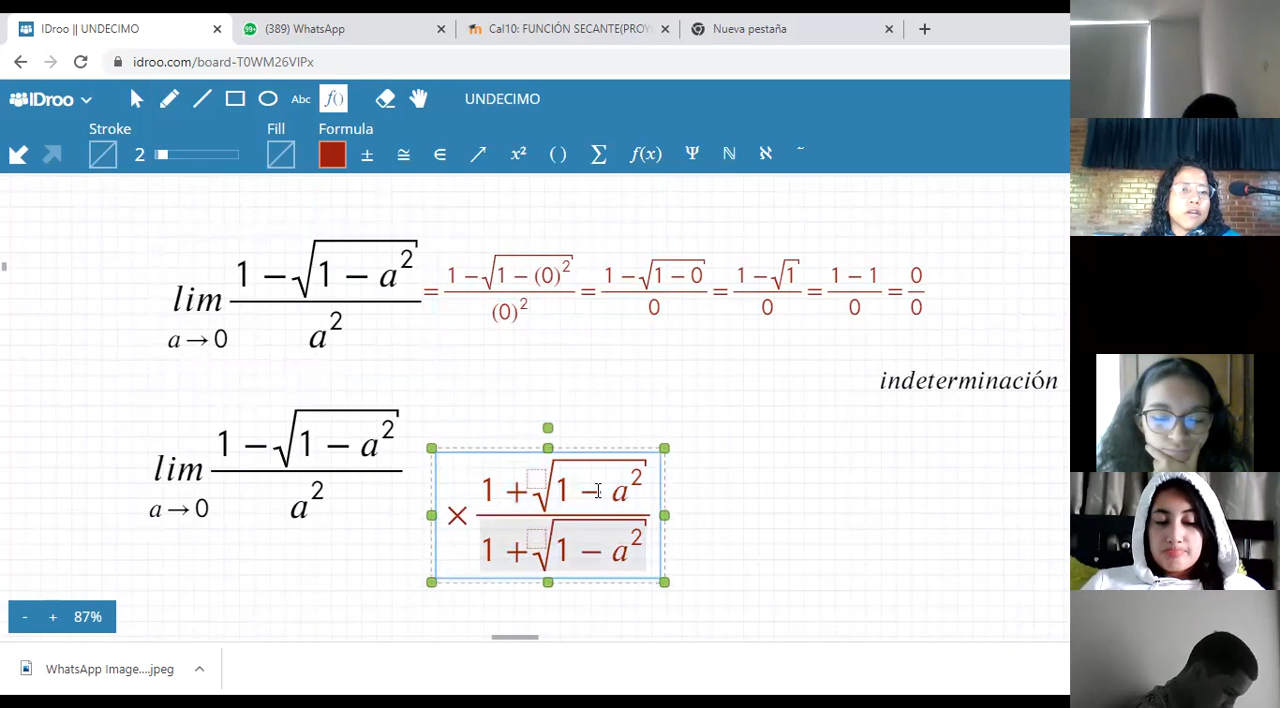 IDroo || UNDECIMO
99+ (389) WhatsApp
Cal10: FUNCIÓN SECANTE(PROY
Nueva pestaña
idroo.com/board-T0WM26VIPx
IDroo Abc f() UNDECIMO
Stroke Fill Formula
2 ± ≅ ∈ x² ( ) ∑ f(x) Ψ ℕ ℵ ~
lim a→0 (1 − √(1 − a²))/a² = (1 − √(1 − (0)²))/(0)² = (1 − √(1 − 0))/0 = (1 − √1)/0 = (1 − 1)/0 = 0/0
indeterminación
lim a→0 (1 − √(1 − a²))/a² × (1 + √(1 − a²))/(1 + √(1 − a²))
- + 87%
WhatsApp Image....jpeg